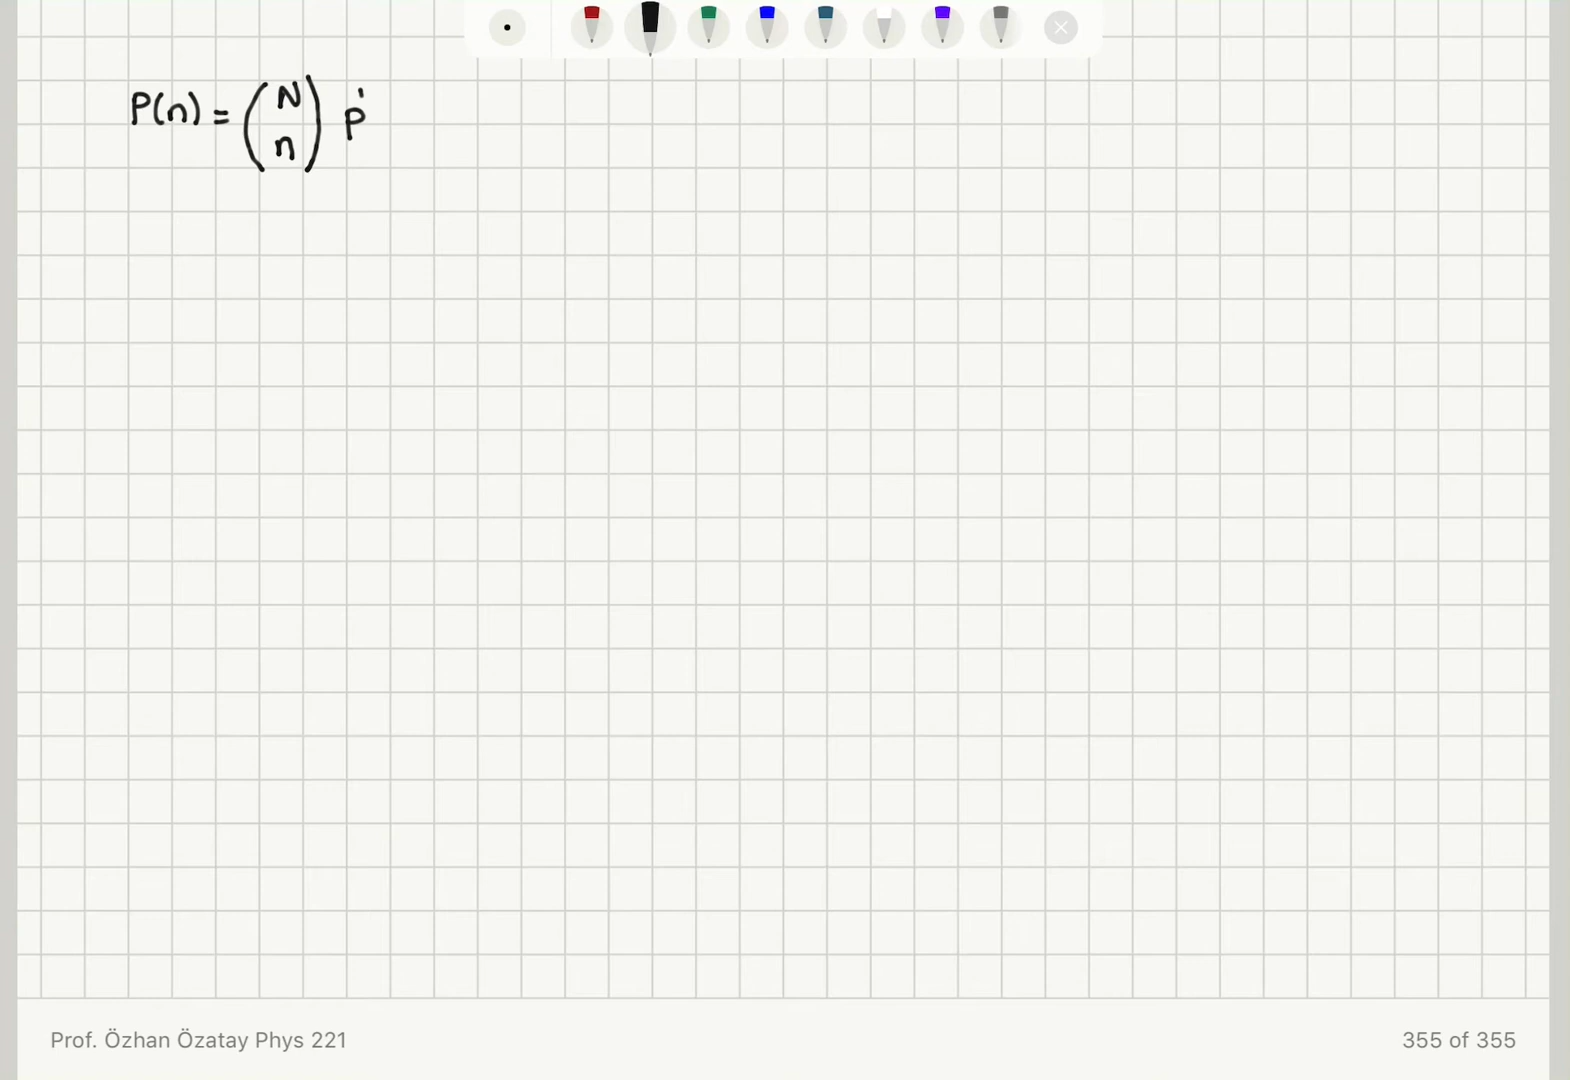 P(n) = (N n) p
Prof. Özhan Özatay Phys 221
355 of 355